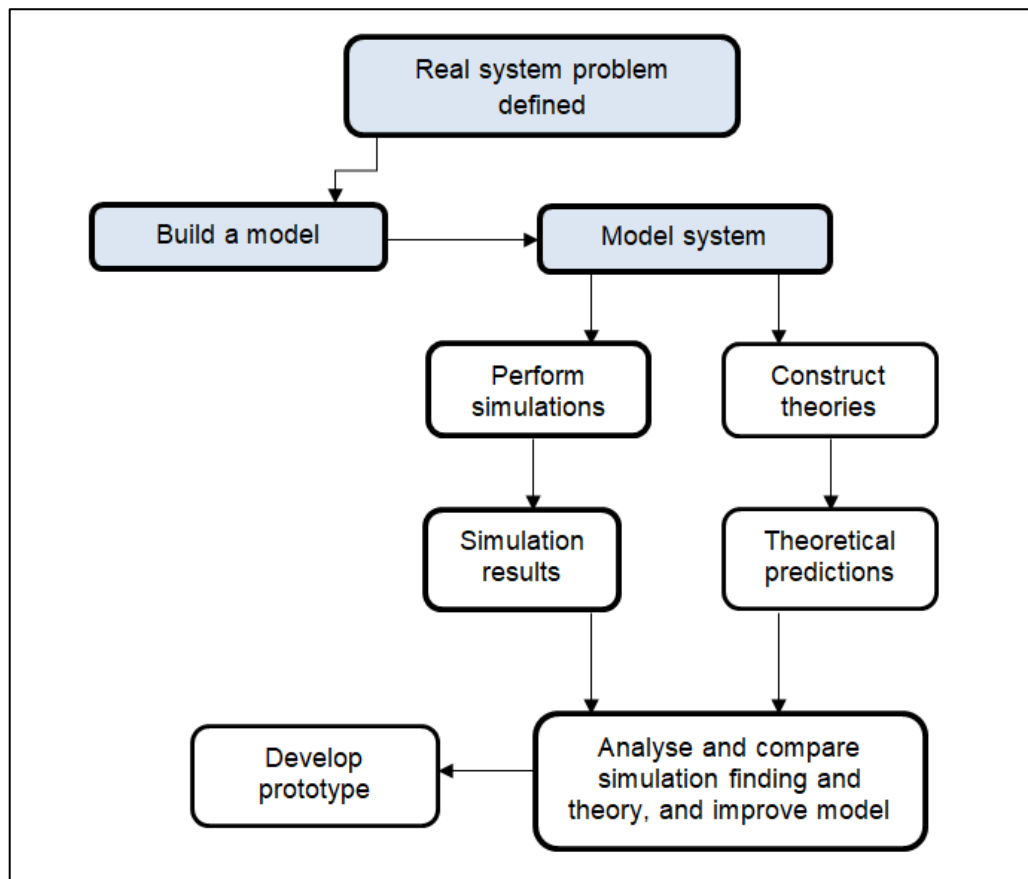 Real system problem
defined
Build a model
Model system
Perform
simulations
Construct
theories
Simulation
results
Theoretical
predictions
Develop
prototype
Analyse and compare
simulation finding and
theory, and improve model